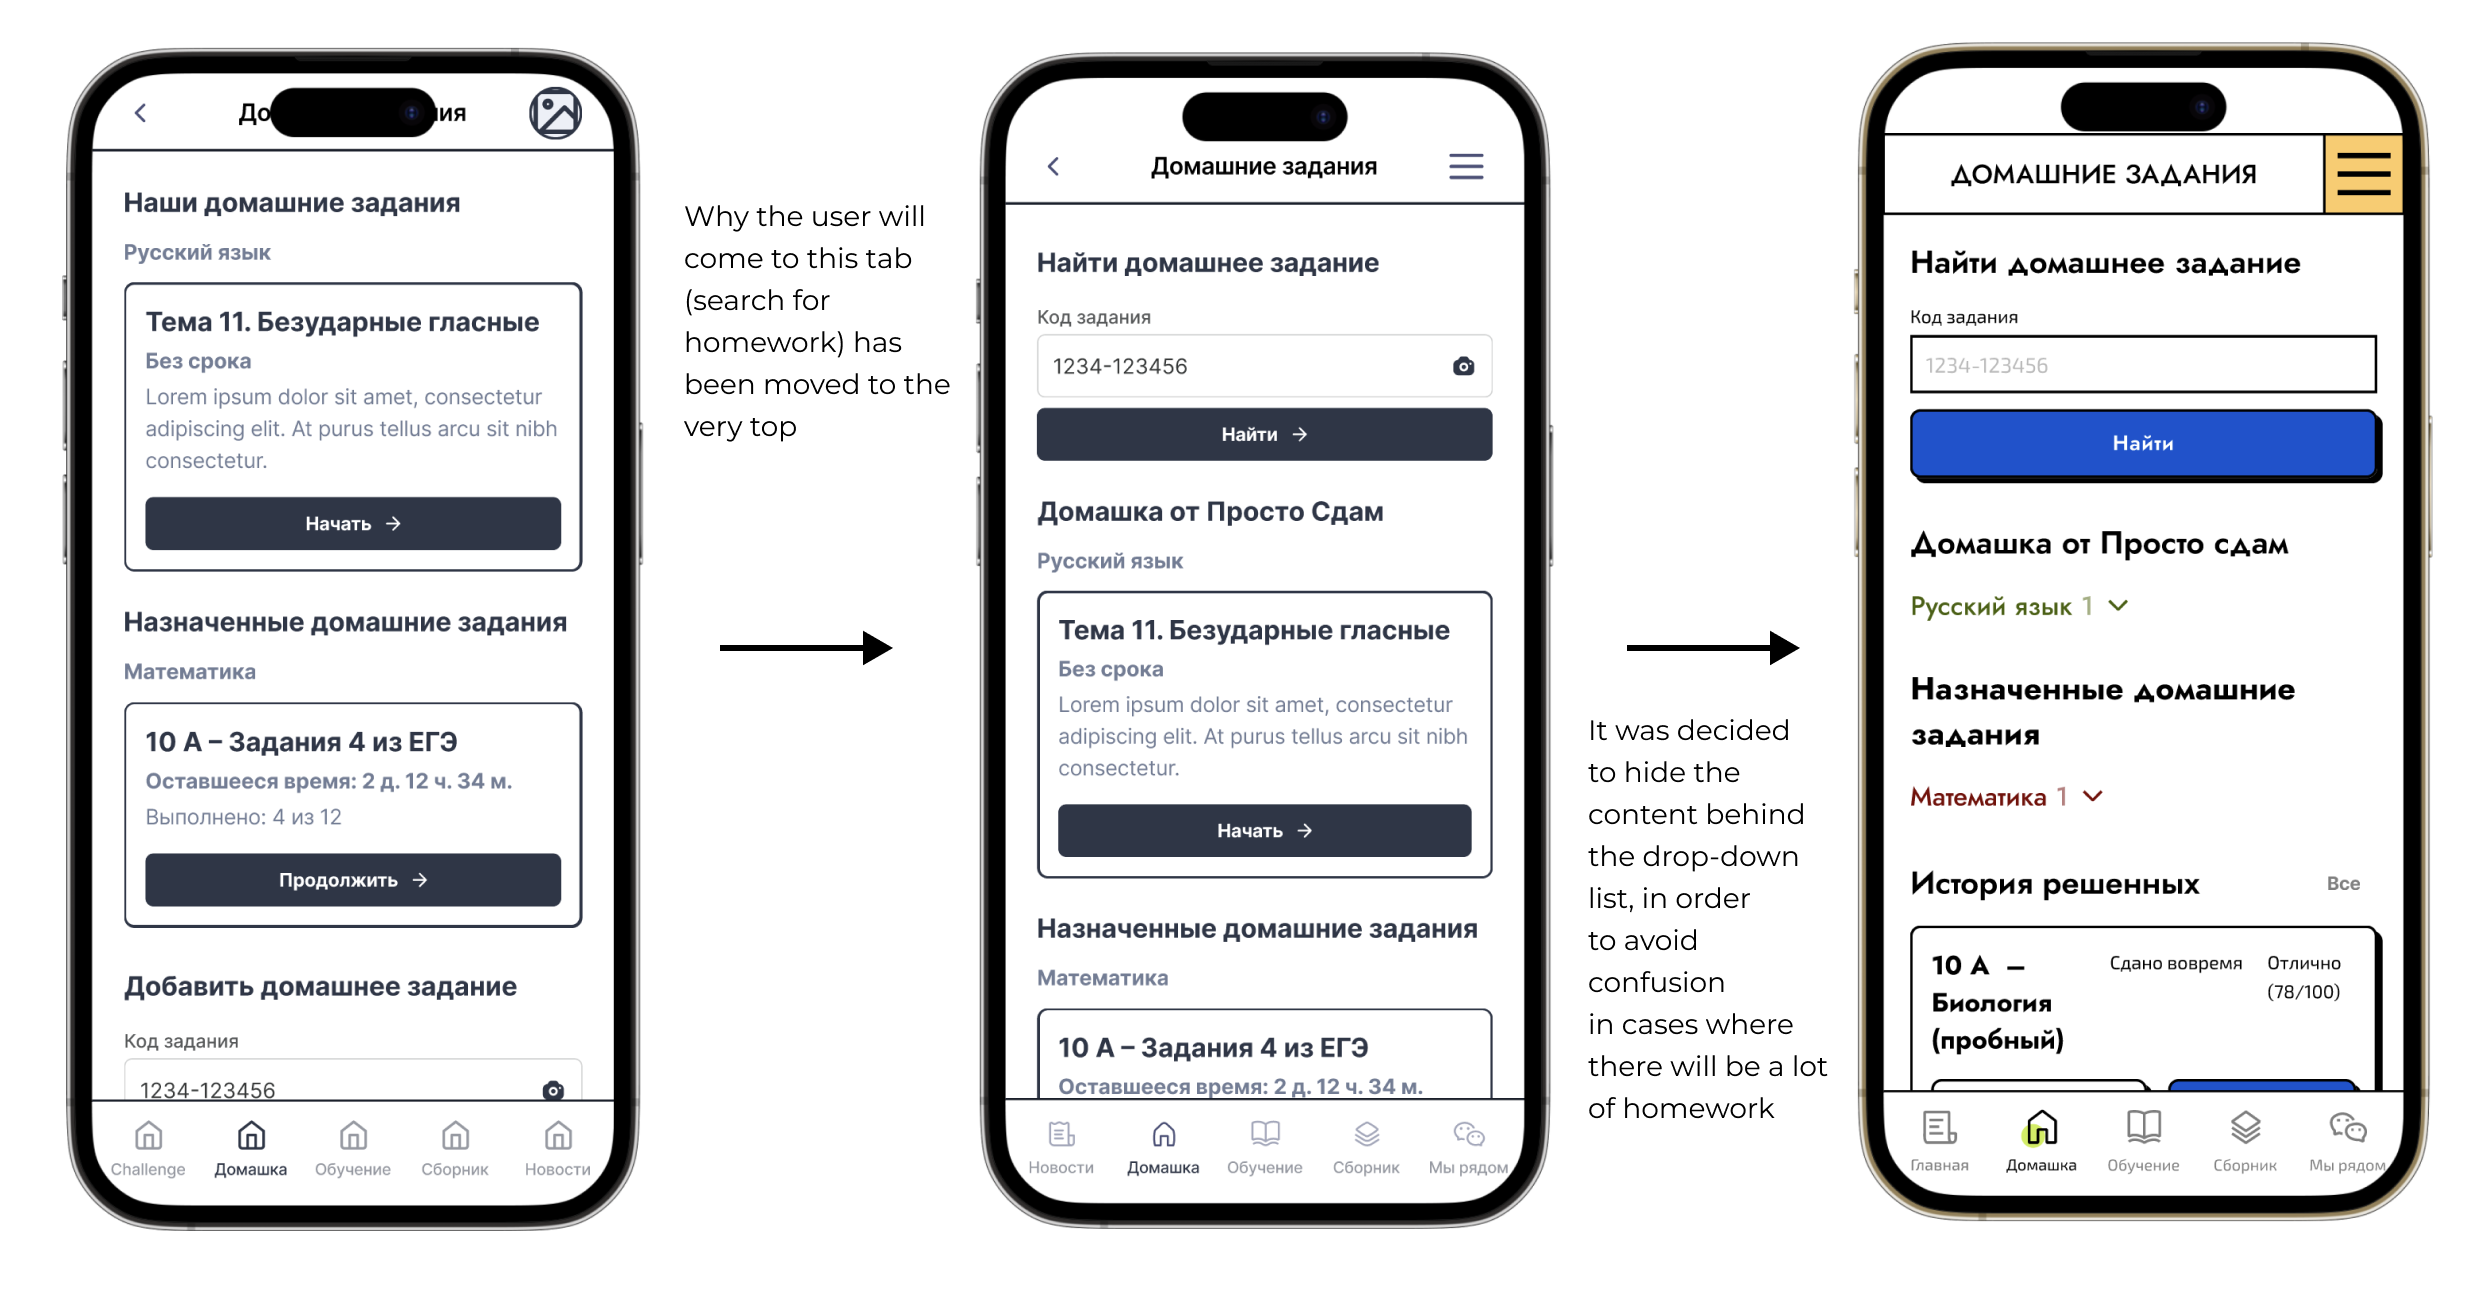 До ия
Наши домашние задания
Русский язык
Тема 11. Безударные гласные
Без срока
Lorem ipsum dolor sit amet, consectetur
adipiscing elit. At purus tellus arcu sit nibh
consectetur.
Начать →
Назначенные домашние задания
Математика
10 А – Задания 4 из ЕГЭ
Оставшееся время: 2 д. 12 ч. 34 м.
Выполнено: 4 из 12
Продолжить →
Добавить домашнее задание
Код задания
1234-123456
Challenge Домашка Обучение Сборник Новости
Why the user will
come to this tab
(search for
homework) has
been moved to the
very top
Домашние задания
Найти домашнее задание
Код задания
1234-123456
Найти →
Домашка от Просто Сдам
Русский язык
Тема 11. Безударные гласные
Без срока
Lorem ipsum dolor sit amet, consectetur
adipiscing elit. At purus tellus arcu sit nibh
consectetur.
Начать →
Назначенные домашние задания
Математика
10 А – Задания 4 из ЕГЭ
Оставшееся время: 2 д. 12 ч. 34 м.
Новости Домашка Обучение Сборник Мы рядом
It was decided
to hide the
content behind
the drop-down
list, in order
to avoid
confusion
in cases where
there will be a lot
of homework
ДОМАШНИЕ ЗАДАНИЯ
Найти домашнее задание
Код задания
1234-123456
Найти
Домашка от Просто сдам
Русский язык 1
Назначенные домашние
задания
Математика 1
История решенных Все
10 А – Сдано вовремя Отлично
Биология (78/100)
(пробный)
Главная Домашка Обучение Сборник Мы рядом